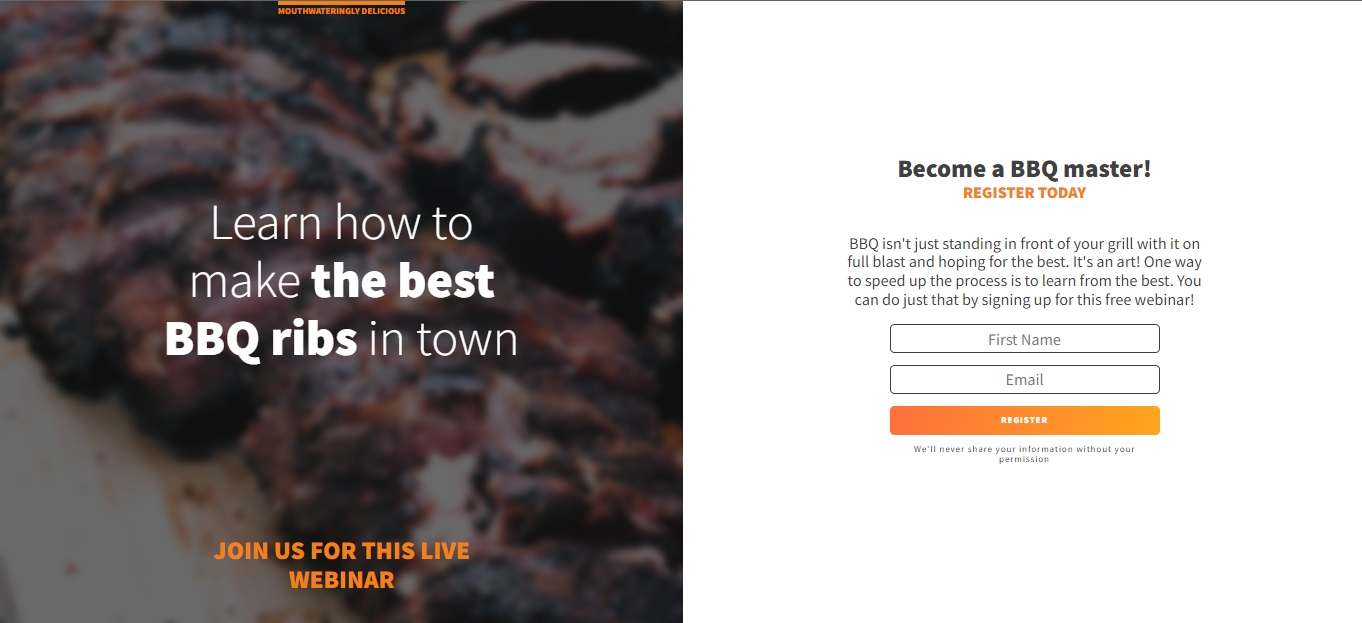 MOUTHWATERINGLY DELICIOUS
Learn how to
make the best
BBQ ribs in town
JOIN US FOR THIS LIVE
WEBINAR
Become a BBQ master!
REGISTER TODAY
BBQ isn't just standing in front of your grill with it on
full blast and hoping for the best. It's an art! One way
to speed up the process is to learn from the best. You
can do just that by signing up for this free webinar!
First Name
Email
REGISTER
We'll never share your information without your
permission